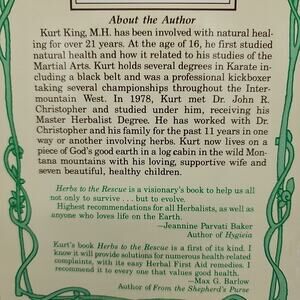 About the Author
Kurt King, M.H. has been involved with natural heal-
ing for over 21 years. At the age of 16, he first studied
natural health and how it related to his studies of the
Martial Arts. Kurt holds several degrees in Karate in-
cluding a black belt and was a professional kickboxer
taking several championships throughout the Inter-
mountain West. In 1978, Kurt met Dr. John R.
Christopher and studied under him, receiving his
Master Herbalist Degree. He has worked with Dr.
Christopher and his family for the past 11 years in one
way or another involving herbs. Kurt now lives on a
piece of God's good earth in a log cabin in the wild Mon-
tana mountains with his loving, supportive wife and
seven beautiful, healthy children.
Herbs to the Rescue is a visionary's book to help us all
not only to survive . . . but to evolve.
Highest recommendations for all Herbalists, as well as
anyone who loves life on the Earth.
—Jeannine Parvati Baker
Author of Hygieia
Kurt's book Herbs to the Rescue is a first of its kind. I
know it will provide solutions for numerous health-related
complaints, with its easy Herbal First Aid remedies. I
recommend it to every one that values good health.
—Max G. Barlow
Author of From the Shepherd's Purse